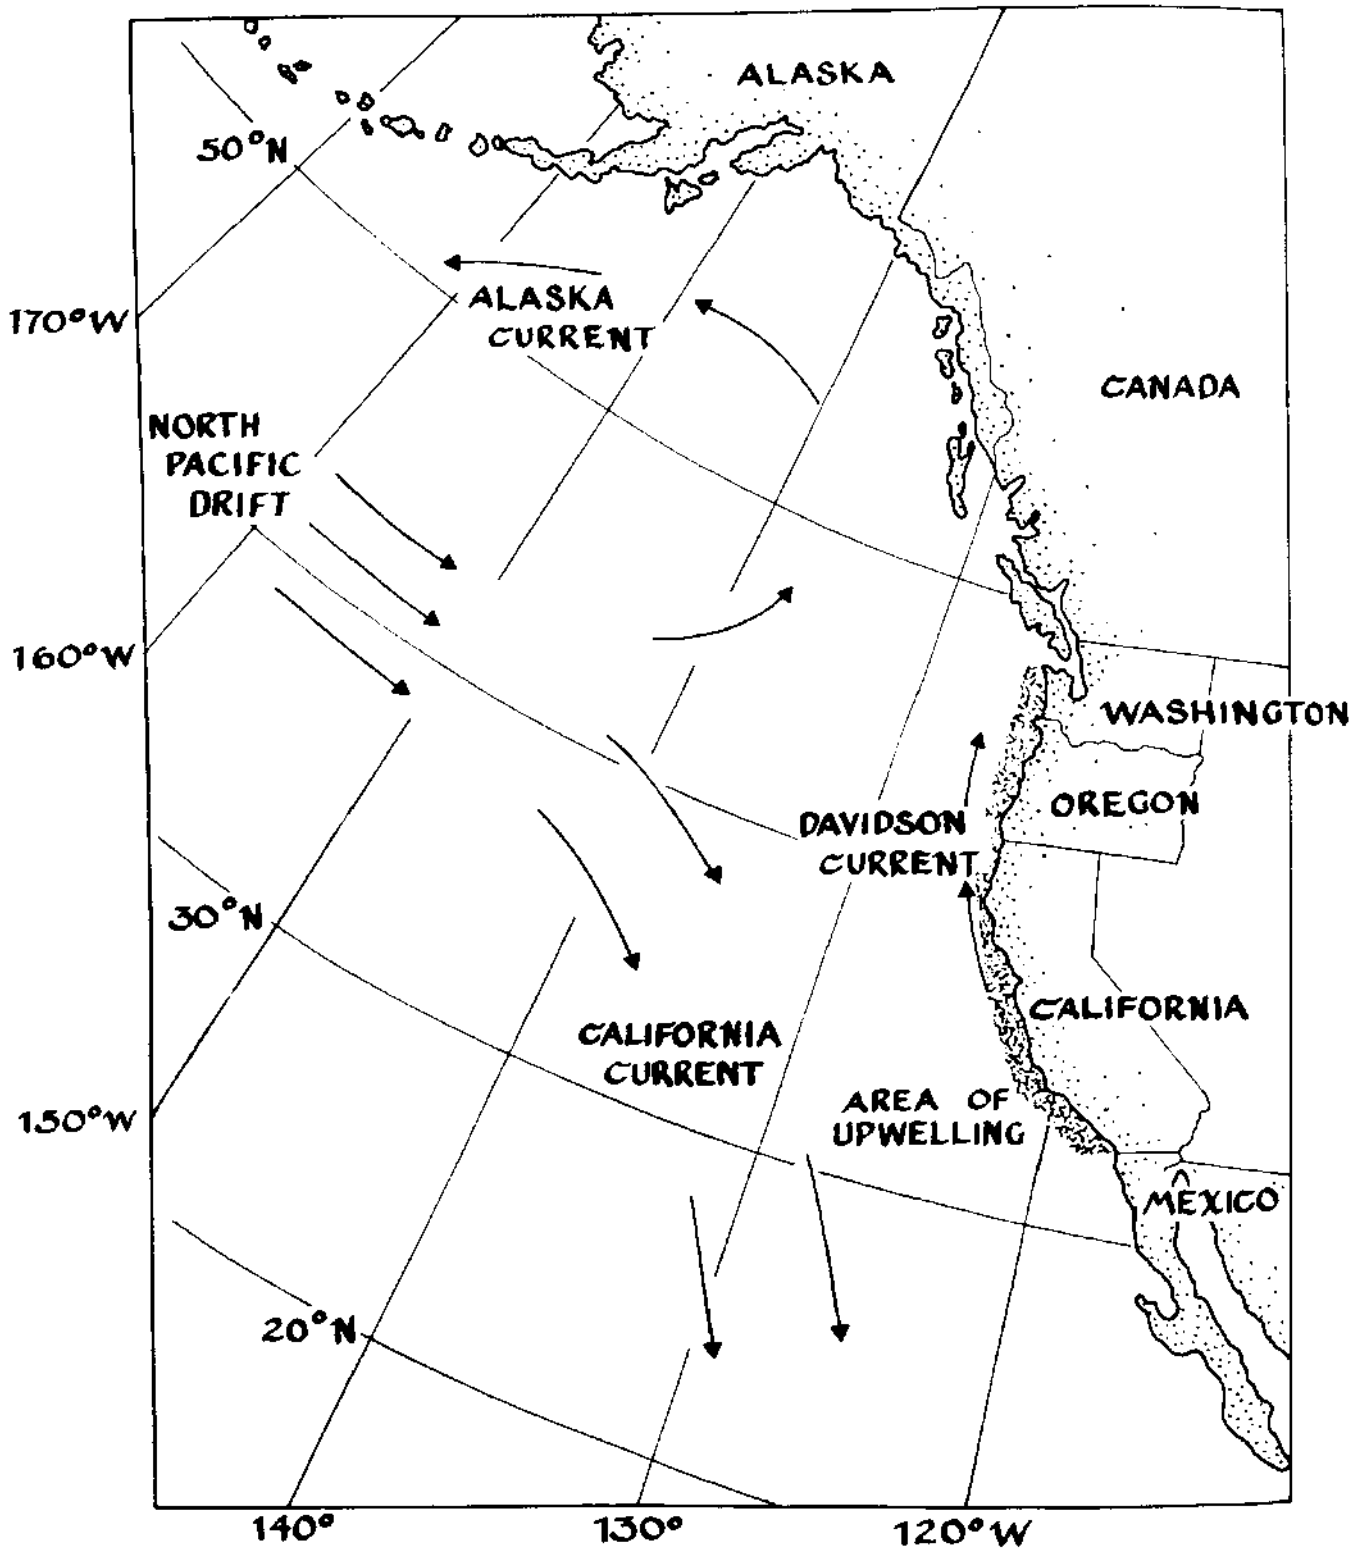 ALASKA
50°N
ALASKA
CURRENT
170°W
CANADA
NORTH
PACIFIC
DRIFT
160°W
WASHINGTON
OREGON
DAVIDSON
CURRENT
30°N
CALIFORNIA
CALIFORNIA
CURRENT
AREA OF
UPWELLING
150°W
MEXICO
20°N
140°
130°
120°W